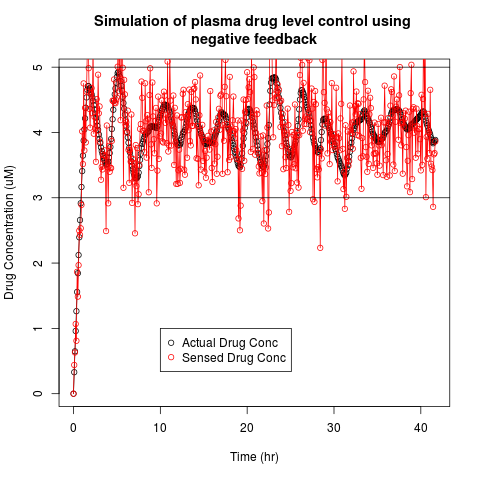 Simulation of plasma drug level control using
negative feedback
Drug Concentration (uM)
5
4
3
2
1
0
Actual Drug Conc
Sensed Drug Conc
0 10 20 30 40
Time (hr)